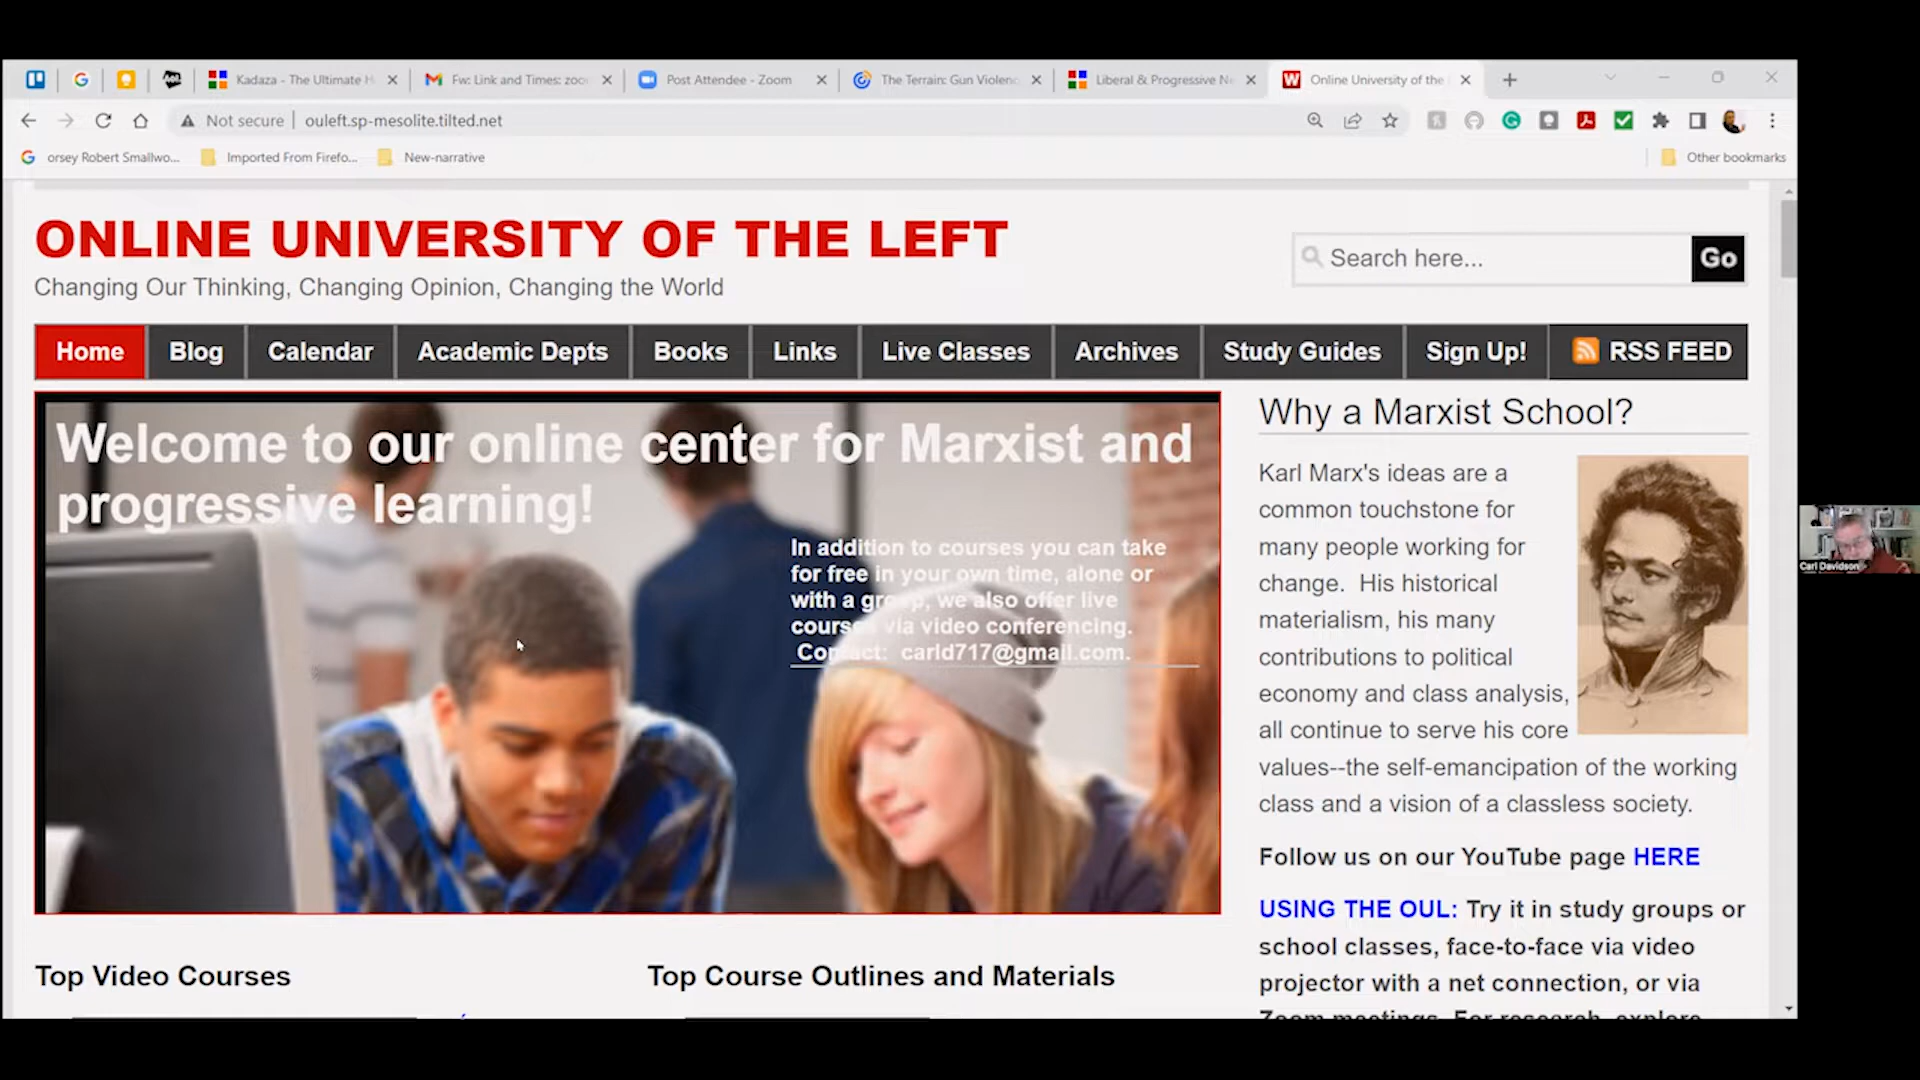 Kadaza - The Ultimate H
Fw: Link and Times: zoo
Post Attendee - Zoom
The Terrain: Gun Violenc
Liberal & Progressive Ne
Online University of the
Not secure
ouleft.sp-mesolite.tilted.net
orsey Robert Smallwo...
Imported From Firefo...
New-narrative
Other bookmarks
ONLINE UNIVERSITY OF THE LEFT
Changing Our Thinking, Changing Opinion, Changing the World
Search here...
Go
Home
Blog
Calendar
Academic Depts
Books
Links
Live Classes
Archives
Study Guides
Sign Up!
RSS FEED
Welcome to our online center for Marxist and
progressive learning!
In addition to courses you can take
for free in your own time, alone or
with a group, we also offer live
courses via video conferencing.
Contact: carld717@gmail.com.
Why a Marxist School?
Karl Marx's ideas are a
common touchstone for
many people working for
change. His historical
materialism, his many
contributions to political
economy and class analysis,
all continue to serve his core
values--the self-emancipation of the working
class and a vision of a classless society.
Follow us on our YouTube page HERE
USING THE OUL: Try it in study groups or
school classes, face-to-face via video
projector with a net connection, or via
Zoom meetings. For research, explore
Top Video Courses
Top Course Outlines and Materials
Carl Davidson